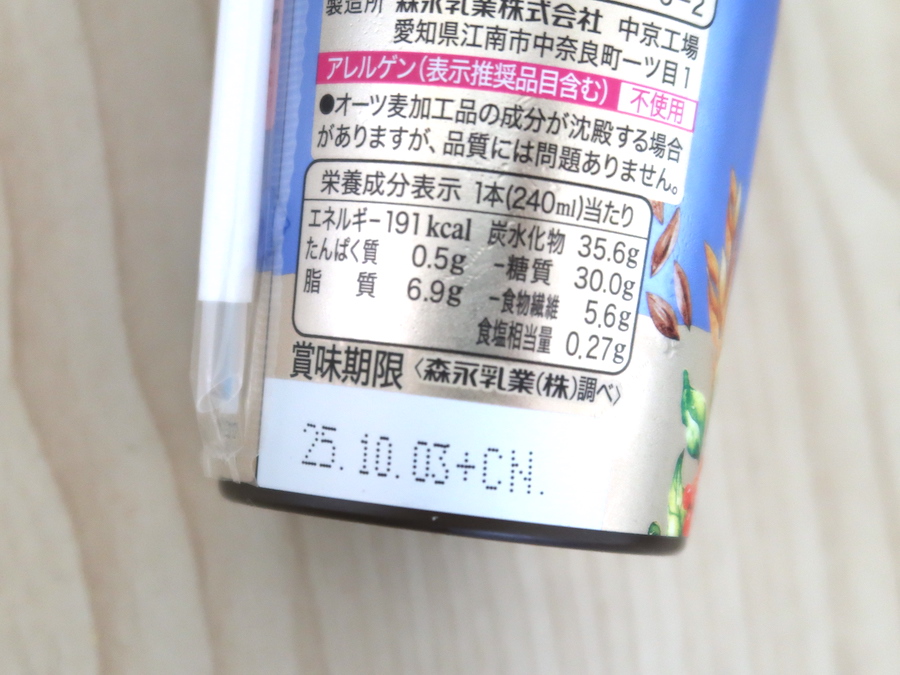 製造所 森永乳業株式会社 中京工場
愛知県江南市中奈良町一ツ目1
アレルゲン(表示推奨品目含む) 不使用
●オーツ麦加工品の成分が沈殿する場合
がありますが、品質には問題ありません。
栄養成分表示 1本(240ml)当たり
エネルギー 191kcal 炭水化物 35.6g
たんぱく質 0.5g -糖質 30.0g
脂質 6.9g -食物繊維 5.6g
食塩相当量 0.27g
賞味期限〈森永乳業(株)調べ〉
25.10.03+CN.